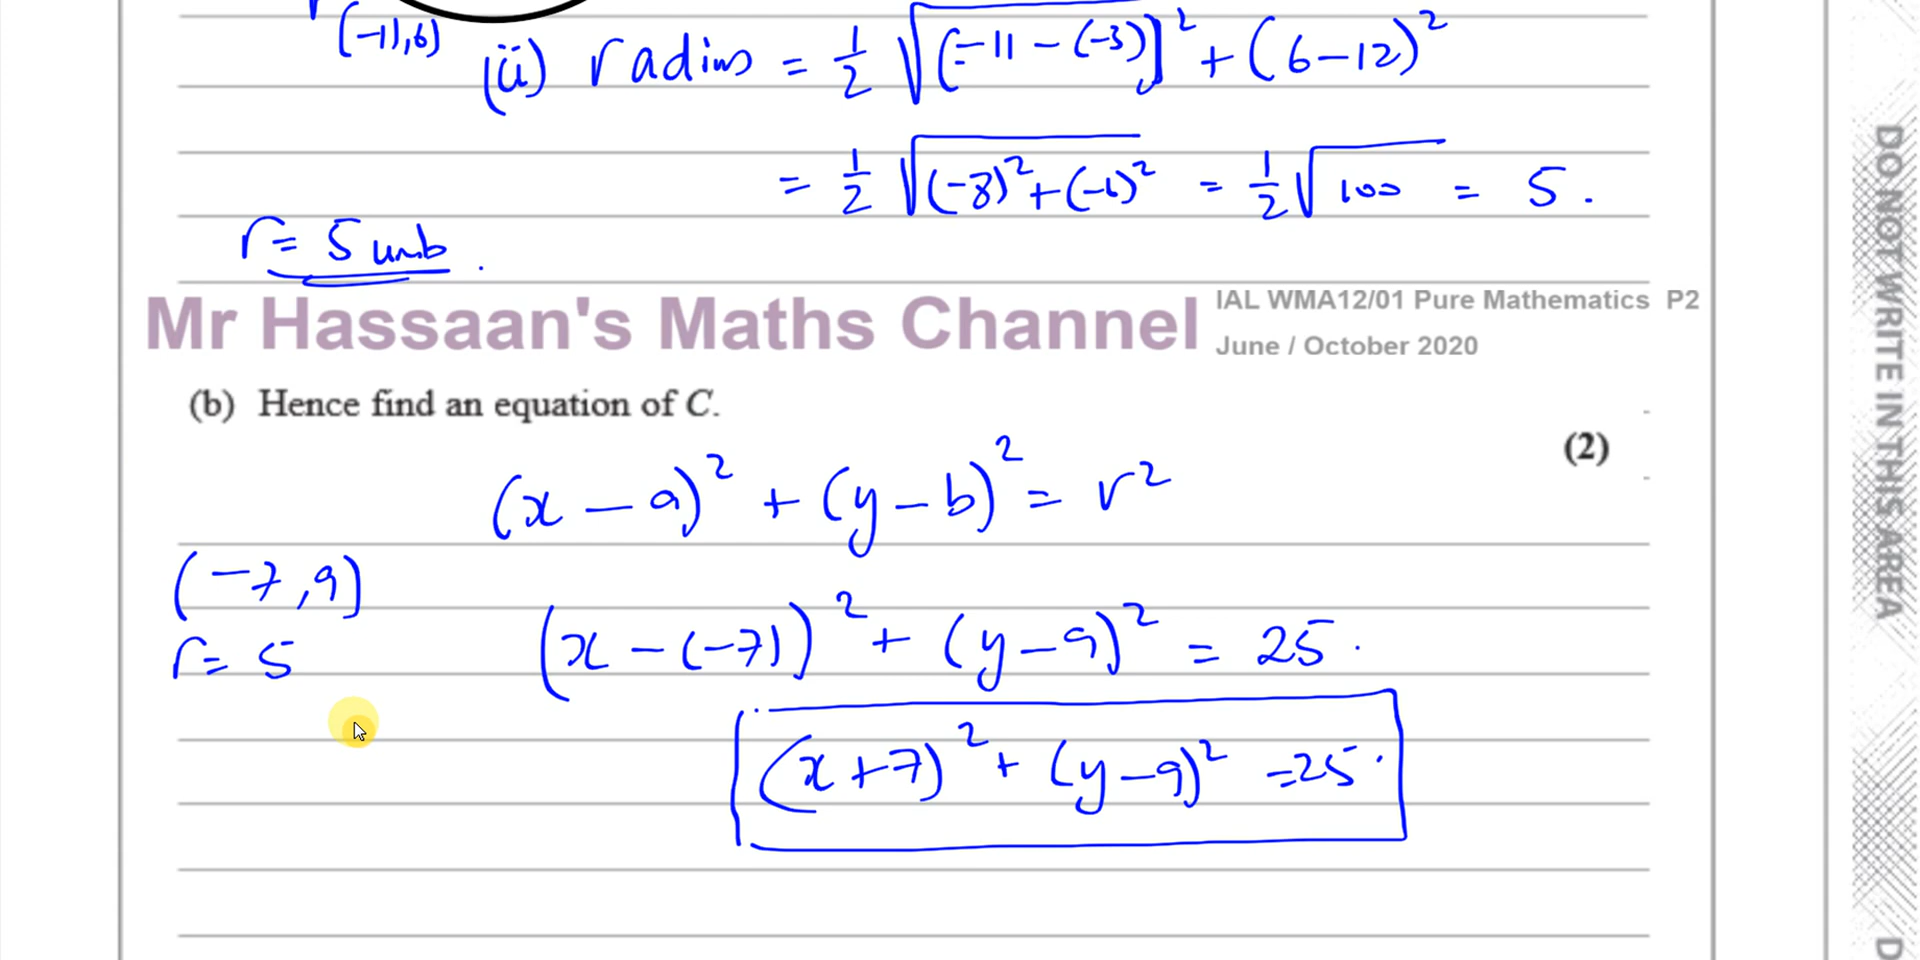 (-11,6)
(ii) radius = 1/2 √[-11-(-3)]² + (6-12)²
= 1/2 √(-8)²+(-6)² = 1/2 √100 = 5.
r = 5 units.
Mr Hassaan's Maths Channel
IAL WMA12/01 Pure Mathematics P2
June / October 2020
(b) Hence find an equation of C.
(2)
(x-a)² + (y-b)² = r²
(-7,9)
(x-(-7))² + (y-9)² = 25.
r = 5
(x+7)² + (y-9)² =25.
DO NOT WRITE IN THIS AREA
D